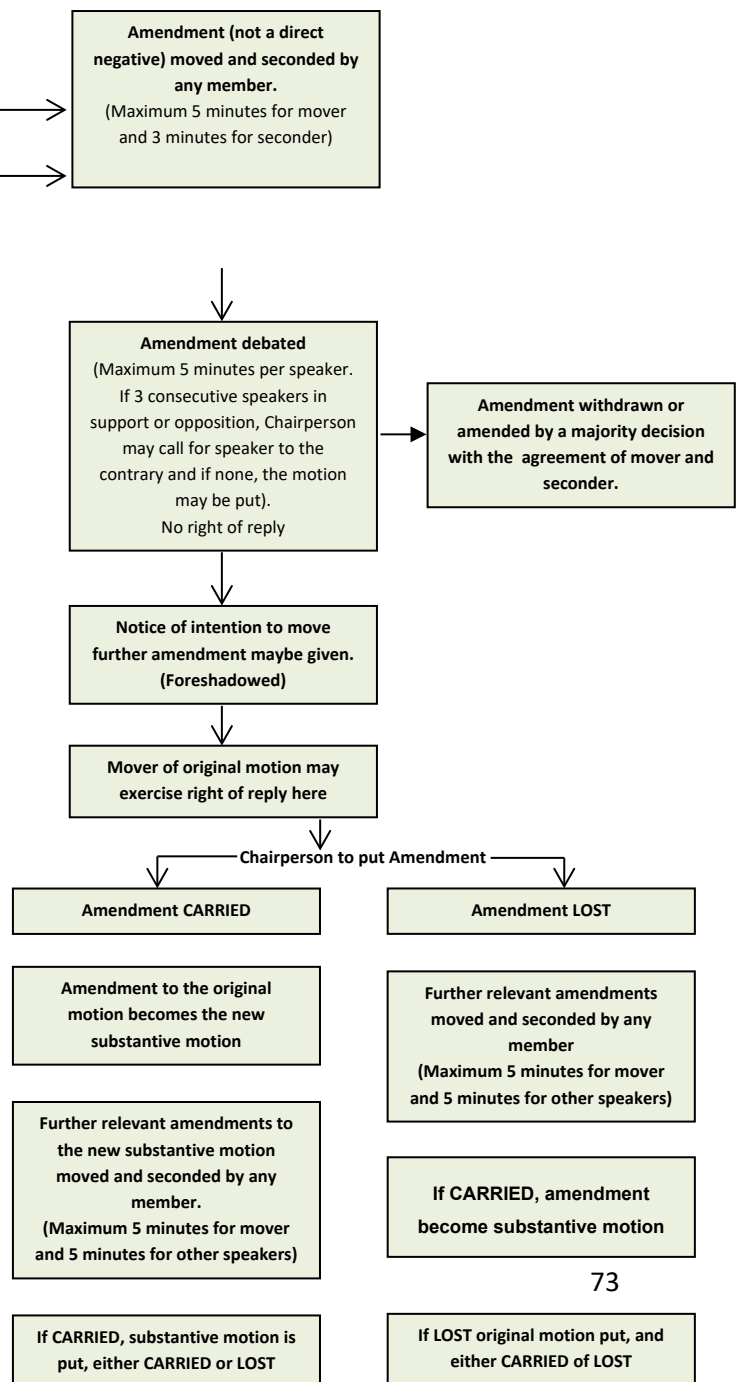 Amendment (not a direct
negative) moved and seconded by
any member.
(Maximum 5 minutes for mover
and 3 minutes for seconder)
Amendment debated
(Maximum 5 minutes per speaker.
If 3 consecutive speakers in
support or opposition, Chairperson
may call for speaker to the
contrary and if none, the motion
may be put).
No right of reply
Amendment withdrawn or
amended by a majority decision
with the agreement of mover and
seconder.
Notice of intention to move
further amendment maybe given.
(Foreshadowed)
Mover of original motion may
exercise right of reply here
Chairperson to put Amendment
Amendment CARRIED
Amendment to the original
motion becomes the new
substantive motion
Further relevant amendments to
the new substantive motion
moved and seconded by any
member.
(Maximum 5 minutes for mover
and 5 minutes for other speakers)
If CARRIED, substantive motion is
put, either CARRIED or LOST
Amendment LOST
Further relevant amendments
moved and seconded by any
member
(Maximum 5 minutes for mover
and 5 minutes for other speakers)
If CARRIED, amendment
become substantive motion
73
If LOST original motion put, and
either CARRIED of LOST